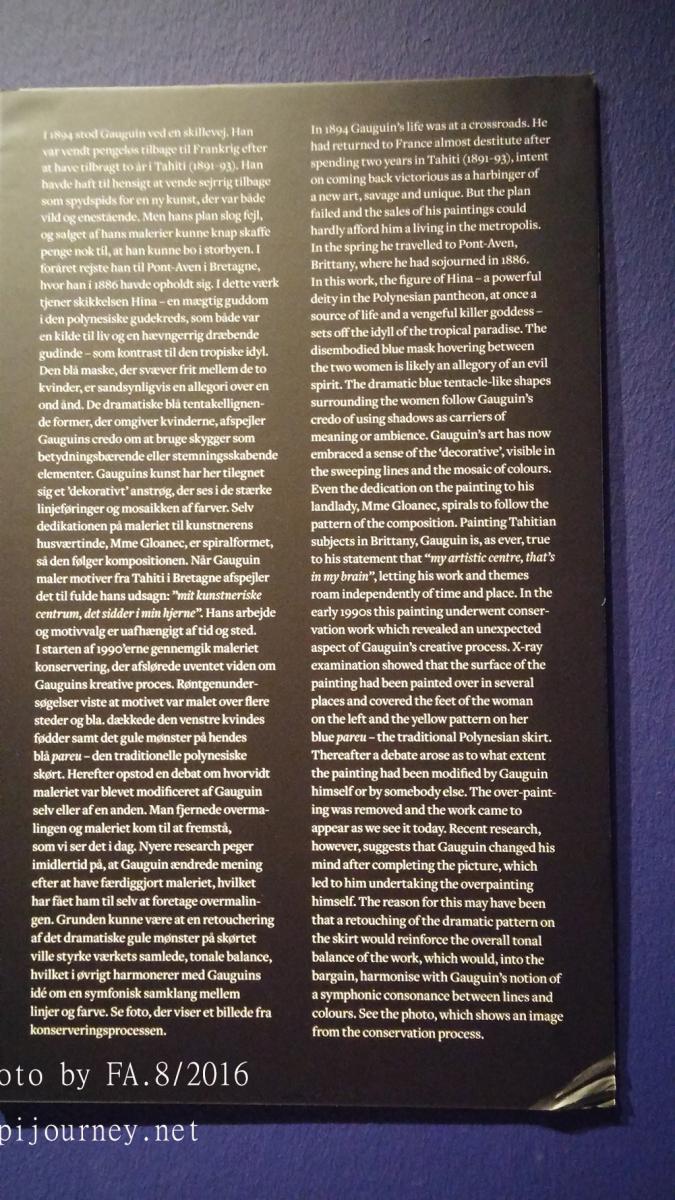 I 1894 stod Gauguin ved en skillevej. Han
var vendt pengeløs tilbage til Frankrig efter
at have tilbragt to år i Tahiti (1891-93). Han
havde haft til hensigt at vende sejrrig tilbage
som spydspids for en ny kunst, der var både
vild og enestående. Men hans plan slog fejl,
og salget af hans malerier kunne knap skaffe
penge nok til, at han kunne bo i storbyen. I
foråret rejste han til Pont-Aven i Bretagne,
hvor han i 1886 havde opholdt sig. I dette værk
tjener skikkelsen Hina – en mægtig guddom
i den polynesiske gudekreds, som både var
en kilde til liv og en hævngerrig dræbende
gudinde – som kontrast til den tropiske idyl.
Den blå maske, der svæver frit mellem de to
kvinder, er sandsynligvis en allegori over en
ond ånd. De dramatiske blå tentakellignen-
de former, der omgiver kvinderne, afspejler
Gauguins credo om at bruge skygger som
betydningsbærende eller stemningsskabende
elementer. Gauguins kunst har her tilegnet
sig et 'dekorativt' anstrøg, der ses i de stærke
linjeføringer og mosaikken af farver. Selv
dedikationen på maleriet til kunstnerens
husværtinde, Mme Gloanec, er spiralformet,
så den følger kompositionen. Når Gauguin
maler motiver fra Tahiti i Bretagne afspejler
det til fulde hans udsagn: "mit kunstneriske
centrum, det sidder i min hjerne". Hans arbejde
og motivvalg er uafhængigt af tid og sted.
I starten af 1990'erne gennemgik maleriet
konservering, der afslørede uventet viden om
Gauguins kreative proces. Røntgenunder-
søgelser viste at motivet var malet over flere
steder og bla. dækkede den venstre kvindes
fødder samt det gule mønster på hendes
blå pareu – den traditionelle polynesiske
skørt. Herefter opstod en debat om hvorvidt
maleriet var blevet modificeret af Gauguin
selv eller af en anden. Man fjernede overma-
lingen og maleriet kom til at fremstå,
som vi ser det i dag. Nyere research peger
imidlertid på, at Gauguin ændrede mening
efter at have færdiggjort maleriet, hvilket
har fået ham til selv at foretage overmalin-
gen. Grunden kunne være at en retouchering
af det dramatiske gule mønster på skørtet
ville styrke værkets samlede, tonale balance,
hvilket i øvrigt harmonerer med Gauguins
idé om en symfonisk samklang mellem
linjer og farve. Se foto, der viser et billede fra
konserveringsprocessen.
In 1894 Gauguin's life was at a crossroads. He
had returned to France almost destitute after
spending two years in Tahiti (1891-93), intent
on coming back victorious as a harbinger of
a new art, savage and unique. But the plan
failed and the sales of his paintings could
hardly afford him a living in the metropolis.
In the spring he travelled to Pont-Aven,
Brittany, where he had sojourned in 1886.
In this work, the figure of Hina – a powerful
deity in the Polynesian pantheon, at once a
source of life and a vengeful killer goddess –
sets off the idyll of the tropical paradise. The
disembodied blue mask hovering between
the two women is likely an allegory of an evil
spirit. The dramatic blue tentacle-like shapes
surrounding the women follow Gauguin's
credo of using shadows as carriers of
meaning or ambience. Gauguin's art has now
embraced a sense of the 'decorative', visible in
the sweeping lines and the mosaic of colours.
Even the dedication on the painting to his
landlady, Mme Gloanec, spirals to follow the
pattern of the composition. Painting Tahitian
subjects in Brittany, Gauguin is, as ever, true
to his statement that "my artistic centre, that's
in my brain", letting his work and themes
roam independently of time and place. In the
early 1990s this painting underwent conser-
vation work which revealed an unexpected
aspect of Gauguin's creative process. X-ray
examination showed that the surface of the
painting had been painted over in several
places and covered the feet of the woman
on the left and the yellow pattern on her
blue pareu – the traditional Polynesian skirt.
Thereafter a debate arose as to what extent
the painting had been modified by Gauguin
himself or by somebody else. The over-paint-
ing was removed and the work came to
appear as we see it today. Recent research,
however, suggests that Gauguin changed his
mind after completing the picture, which
led to him undertaking the overpainting
himself. The reason for this may have been
that a retouching of the dramatic pattern on
the skirt would reinforce the overall tonal
balance of the work, which would, into the
bargain, harmonise with Gauguin's notion of
a symphonic consonance between lines and
colours. See the photo, which shows an image
from the conservation process.
oto by FA.8/2016
pijourney.net